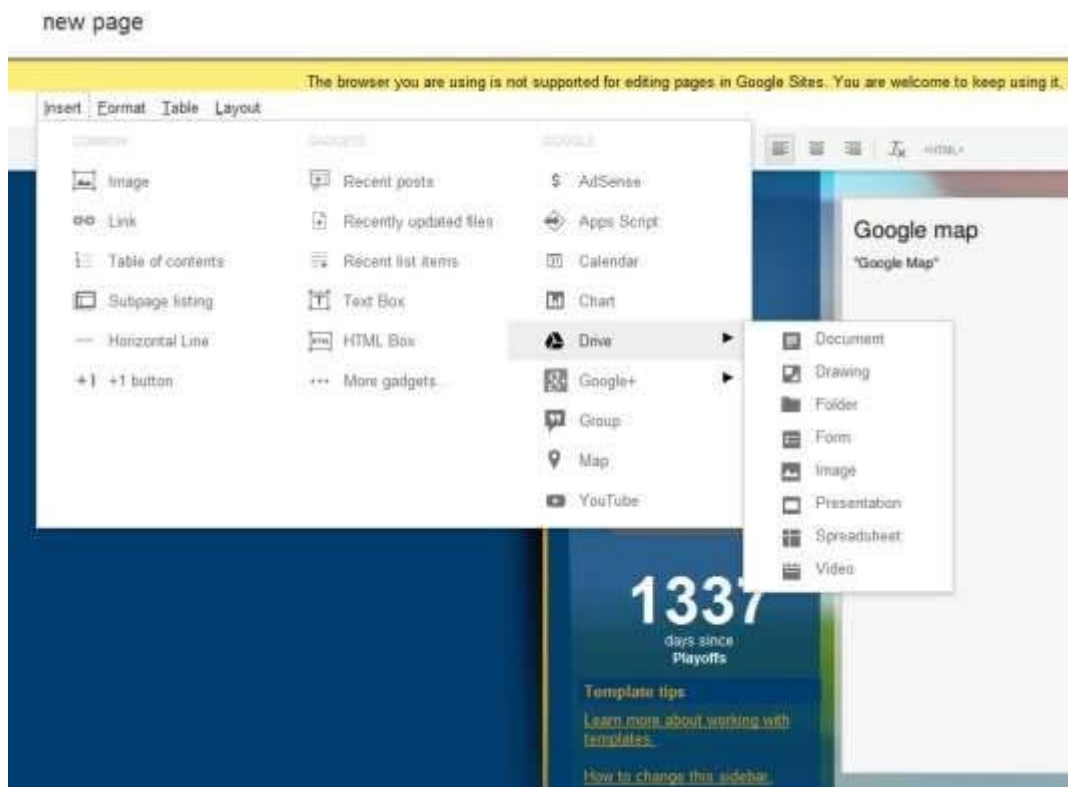 new page
The browser you are using is not supported for editing pages in Google Sites. You are welcome to keep using it,
Insert Format Table Layout
COMMON
Image
Link
Table of contents
Subpage listing
Horizontal Line
+1 +1 button
GADGETS
Recent posts
Recently updated files
Recent list items
Text Box
HTML Box
More gadgets...
GOOGLE
$ AdSense
Apps Script
Calendar
Chart
Drive
Google+
Group
Map
YouTube
Document
Drawing
Folder
Form
Image
Presentation
Spreadsheet
Video
<HTML>
Google map
"Google Map"
1337
days since
Playoffs
Template tips
Learn more about working with
templates.
How to change this sidebar.